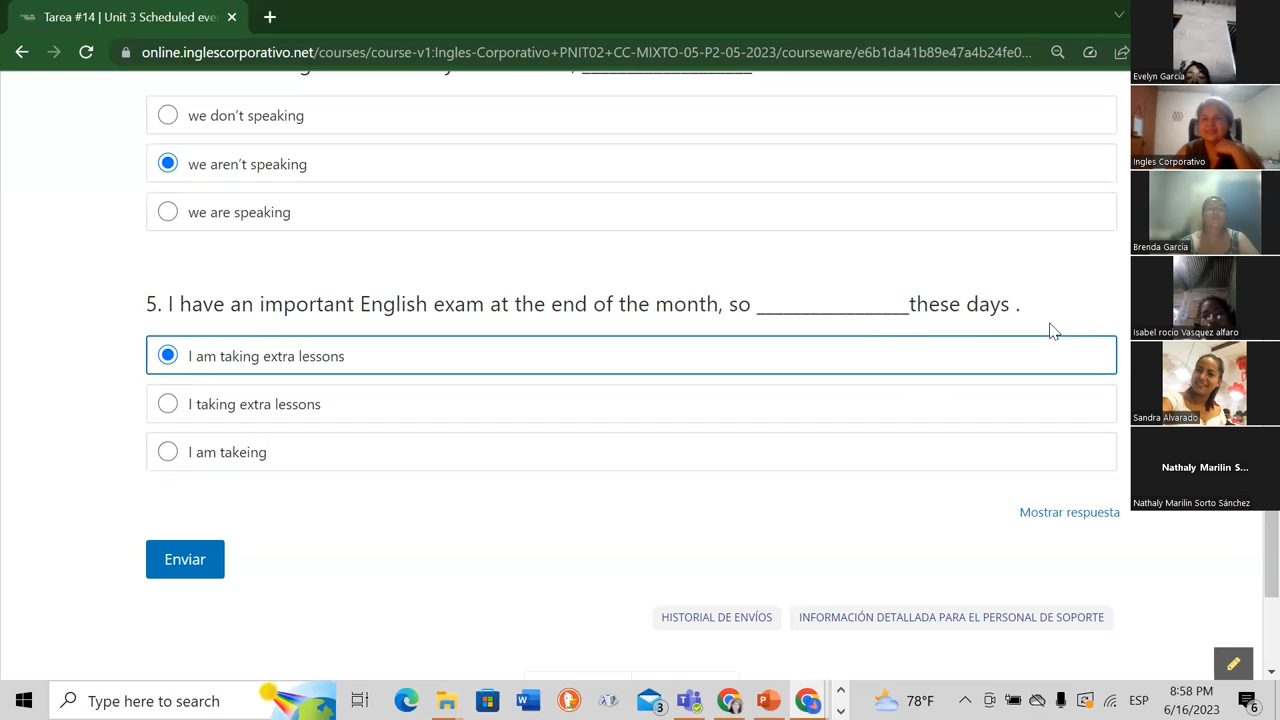 Tarea #14 | Unit 3 Scheduled eve
online.inglescorporativo.net/courses/course-v1:Ingles-Corporativo+PNIT02+CC-MIXTO-05-P2-05-2023/courseware/e6b1da41b89e47a4b24fe0...
we don't speaking
we aren't speaking
we are speaking
5. I have an important English exam at the end of the month, so _________________these days .
I am taking extra lessons
I taking extra lessons
I am takeing
Mostrar respuesta
Enviar
HISTORIAL DE ENVÍOS
INFORMACIÓN DETALLADA PARA EL PERSONAL DE SOPORTE
Evelyn García
Ingles Corporativo
Brenda Garcia
Isabel rocio Vasquez alfaro
Sandra Alvarado
Nathaly Marilin S...
Nathaly Marilin Sorto Sánchez
Type here to search
3
78°F
ESP
8:58 PM
6/16/2023
6